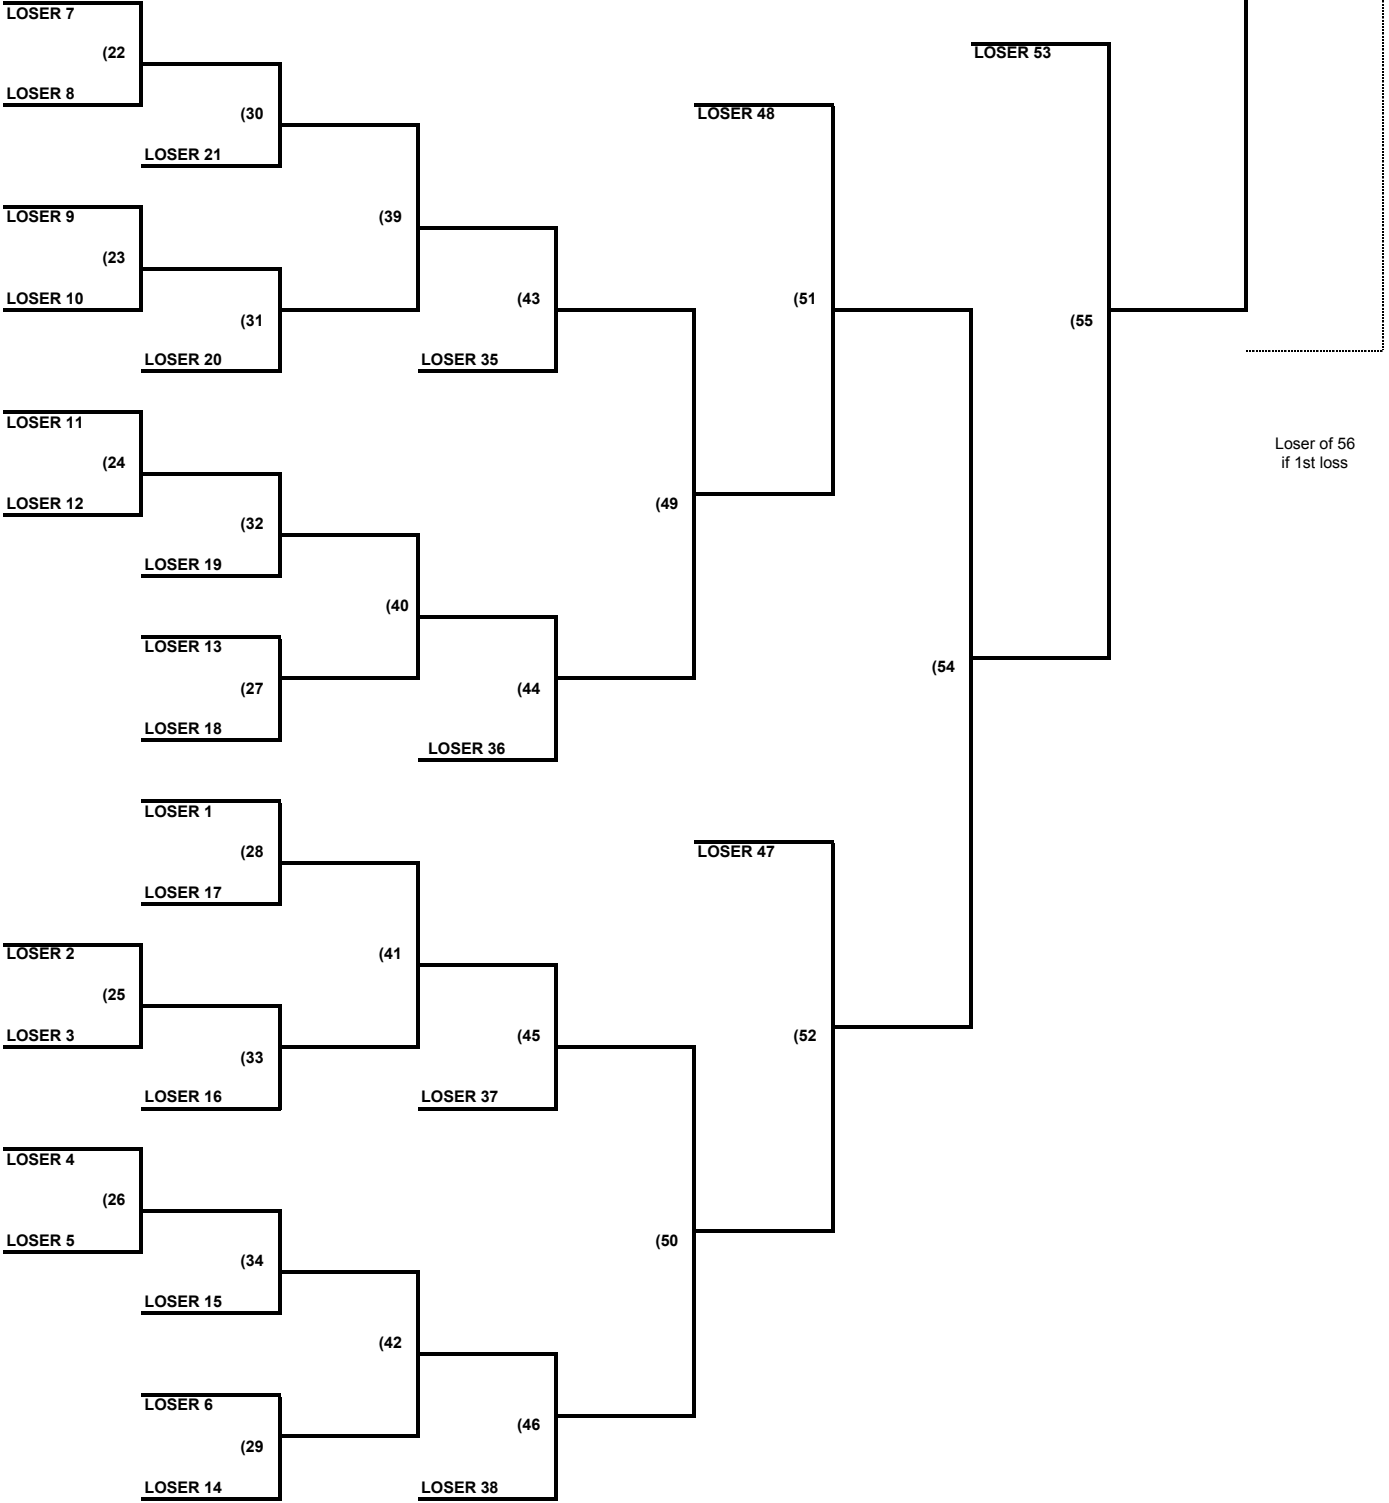 LOSER 7
(22
LOSER 53
LOSER 8
(30
LOSER 48
LOSER 21
LOSER 9
(39
(23
LOSER 10
(43
(51
(31
(55
LOSER 20
LOSER 35
LOSER 11
Loser of 56
if 1st loss
(24
LOSER 12
(49
(32
LOSER 19
(40
LOSER 13
(54
(27
(44
LOSER 18
LOSER 36
LOSER 1
(28
LOSER 47
LOSER 17
LOSER 2
(41
(25
LOSER 3
(45
(52
(33
LOSER 16
LOSER 37
LOSER 4
(26
LOSER 5
(50
(34
LOSER 15
(42
LOSER 6
(46
(29
LOSER 14
LOSER 38